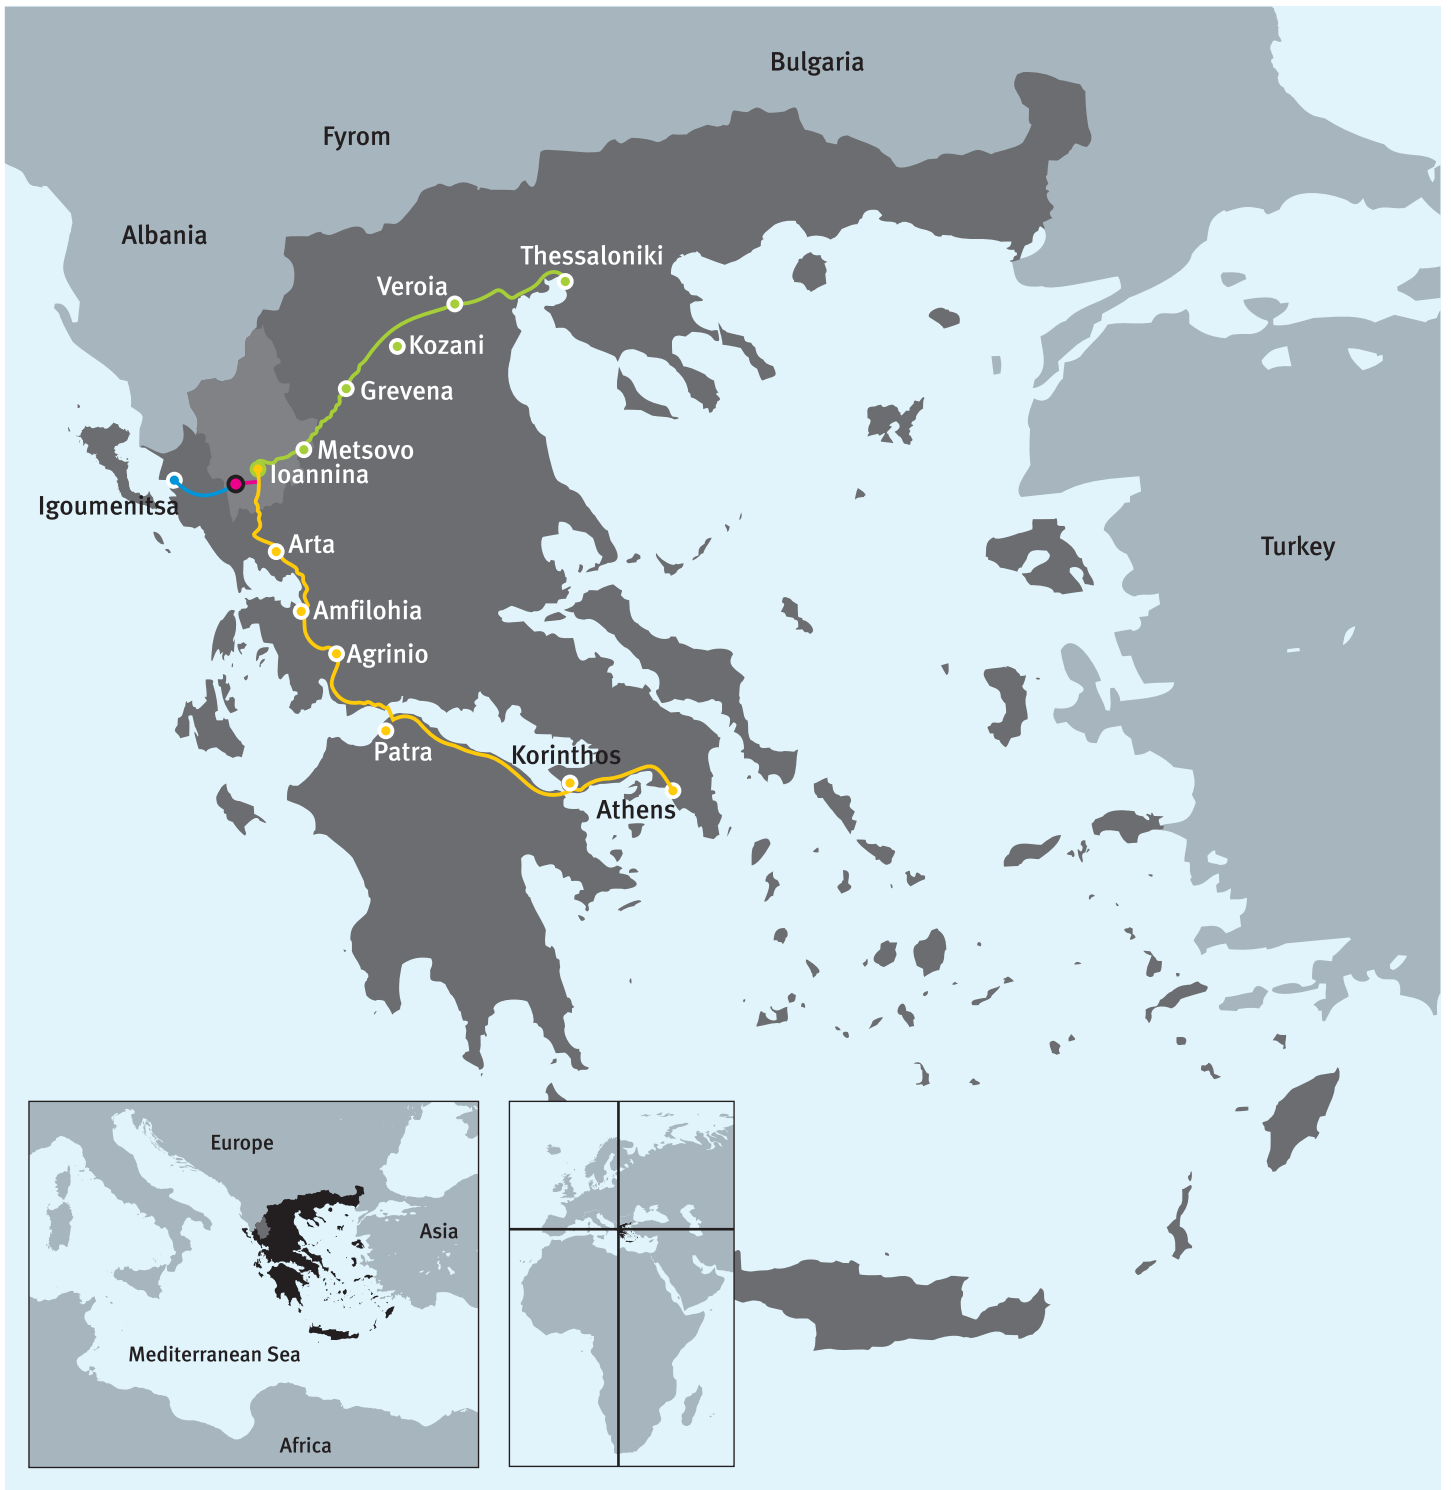 Bulgaria
Fyrom
Albania
Thessaloniki
Veroia
Kozani
Grevena
Metsovo
Ioannina
Igoumenitsa
Arta
Turkey
Amfilohia
Agrinio
Patra
Korinthos
Athens
Europe
Asia
Mediterranean Sea
Africa